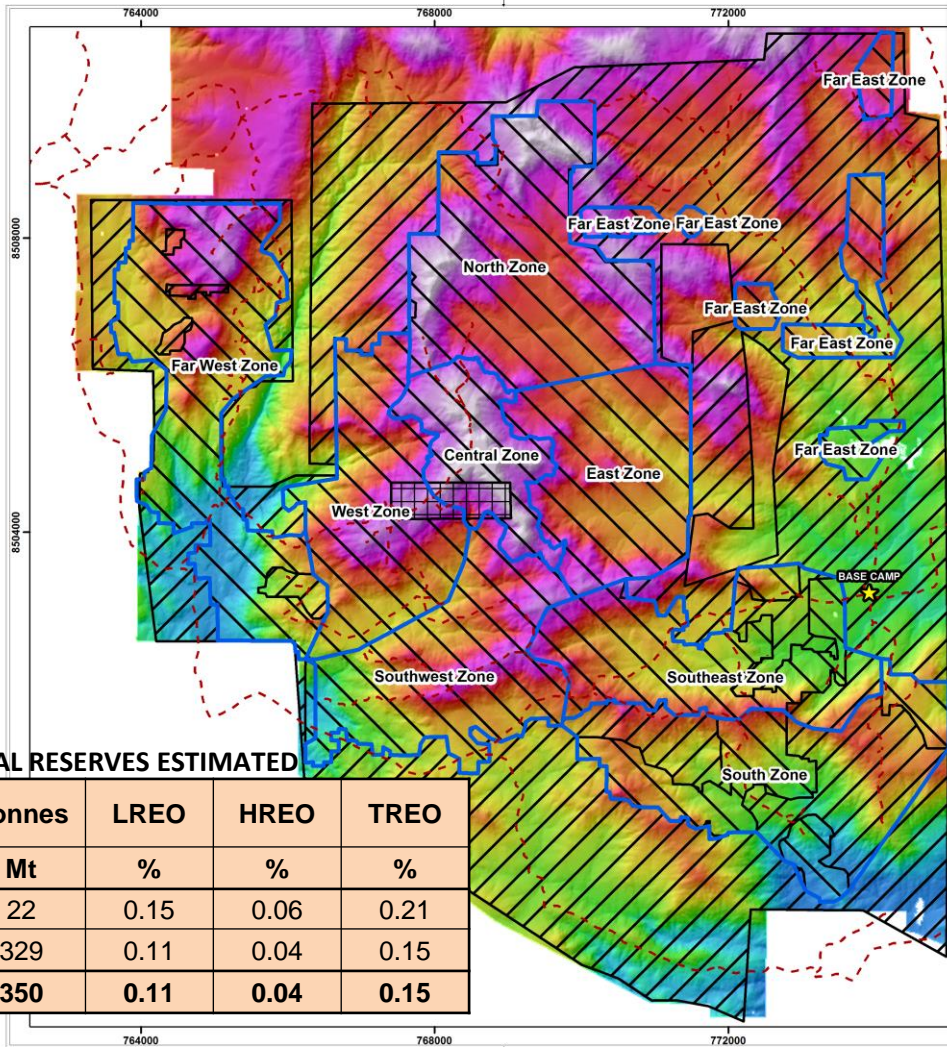 764000 768000 772000
Far East Zone
Far East Zone Far East Zone
8508000
North Zone
Far East Zone
Far East Zone
Far West Zone
Far East Zone
Central Zone
East Zone
West Zone
8504000
BASE CAMP
Southwest Zone
Southeast Zone
South Zone
RESERVES ESTIMATED
LREO HREO TREO
Mt % % %
22 0.15 0.06 0.21
329 0.11 0.04 0.15
350 0.11 0.04 0.15
764000 768000 772000